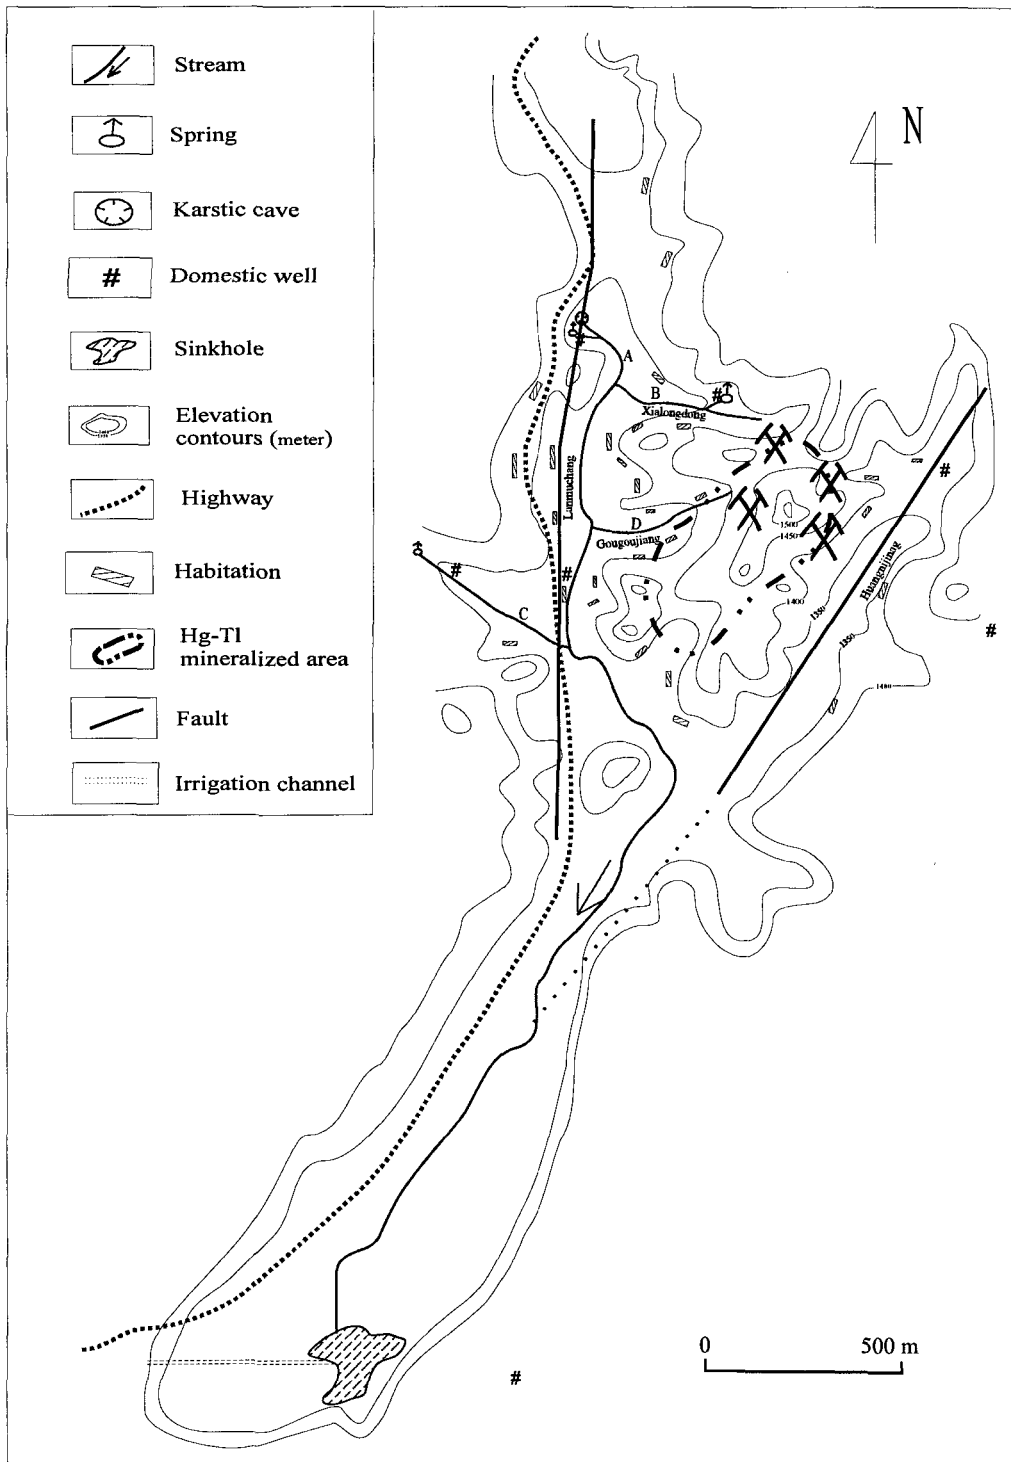 Stream
Spring
Karstic cave
#
Domestic well
Sinkhole
Elevation
contours (meter)
Highway
Habitation
Hg-Tl
mineralized area
Fault
Irrigation channel
N
#
A
B
#
Xialongdong
#
Lanmuchang
1500
1450
D
Gougoujiang
Huangnijinag
#
#
1400
1350
C
#
1350
1400
0 500 m
#